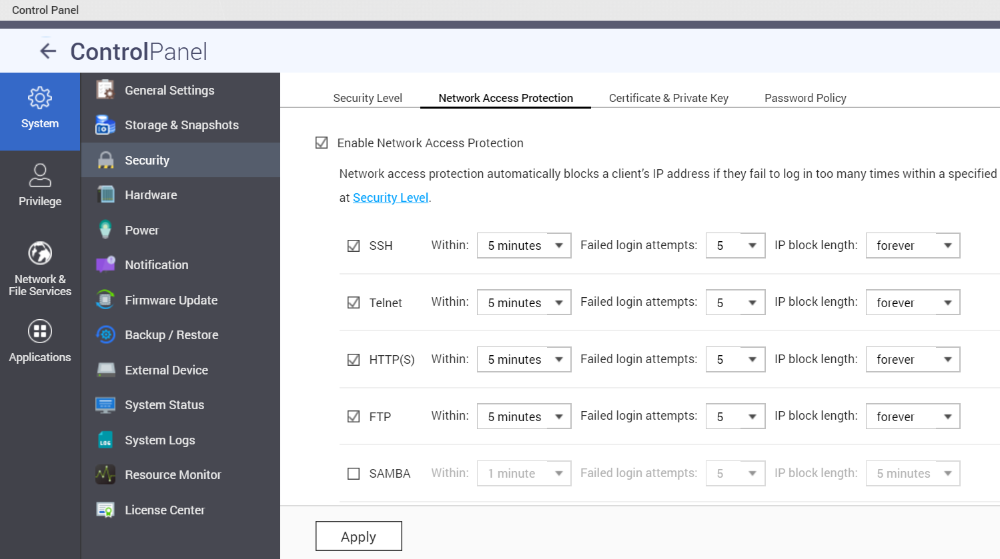 Control Panel
ControlPanel
System
Privilege
Network &
File Services
Applications
General Settings
Storage & Snapshots
Security
Hardware
Power
Notification
Firmware Update
Backup / Restore
External Device
System Status
LOG
System Logs
Resource Monitor
License Center
Security Level Network Access Protection Certificate & Private Key Password Policy
Enable Network Access Protection
Network access protection automatically blocks a client's IP address if they fail to log in too many times within a specified
at Security Level.
SSH Within: 5 minutes Failed login attempts: 5 IP block length: forever
Telnet Within: 5 minutes Failed login attempts: 5 IP block length: forever
HTTP(S) Within: 5 minutes Failed login attempts: 5 IP block length: forever
FTP Within: 5 minutes Failed login attempts: 5 IP block length: forever
SAMBA Within: 1 minute Failed login attempts: 5 IP block length: 5 minutes
Apply